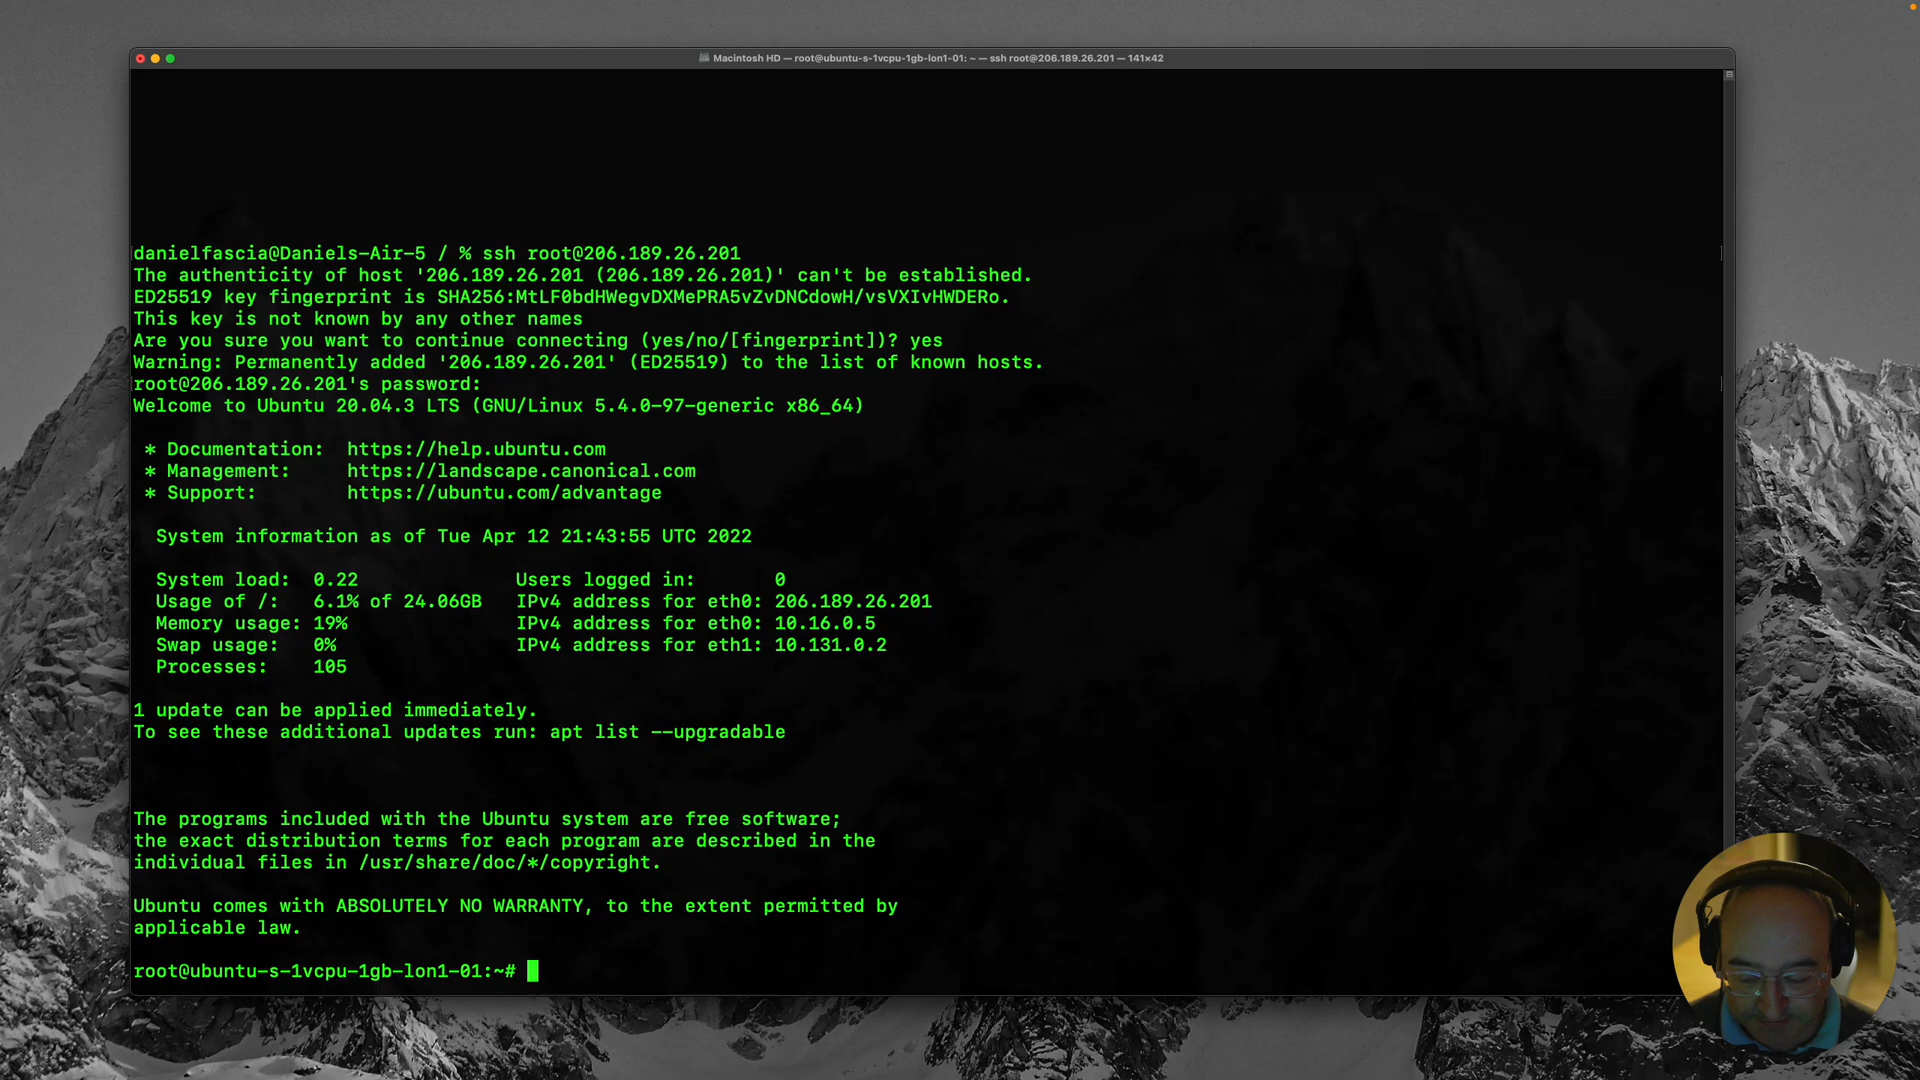 Macintosh HD — root@ubuntu-s-1vcpu-1gb-lon1-01: ~ — ssh root@206.189.26.201 — 141×42
danielfascia@Daniels-Air-5 / % ssh root@206.189.26.201
The authenticity of host '206.189.26.201 (206.189.26.201)' can't be established.
ED25519 key fingerprint is SHA256:MtLF0bdHWegvDXMePRA5vZvDNCdowH/vsVXIvHWDERo.
This key is not known by any other names
Are you sure you want to continue connecting (yes/no/[fingerprint])? yes
Warning: Permanently added '206.189.26.201' (ED25519) to the list of known hosts.
root@206.189.26.201's password:
Welcome to Ubuntu 20.04.3 LTS (GNU/Linux 5.4.0-97-generic x86_64)
* Documentation:  https://help.ubuntu.com
* Management:     https://landscape.canonical.com
* Support:        https://ubuntu.com/advantage
System information as of Tue Apr 12 21:43:55 UTC 2022
System load:  0.22              Users logged in:       0
Usage of /:   6.1% of 24.06GB   IPv4 address for eth0: 206.189.26.201
Memory usage: 19%               IPv4 address for eth0: 10.16.0.5
Swap usage:   0%                IPv4 address for eth1: 10.131.0.2
Processes:    105
1 update can be applied immediately.
To see these additional updates run: apt list --upgradable
The programs included with the Ubuntu system are free software;
the exact distribution terms for each program are described in the
individual files in /usr/share/doc/*/copyright.
Ubuntu comes with ABSOLUTELY NO WARRANTY, to the extent permitted by
applicable law.
root@ubuntu-s-1vcpu-1gb-lon1-01:~#